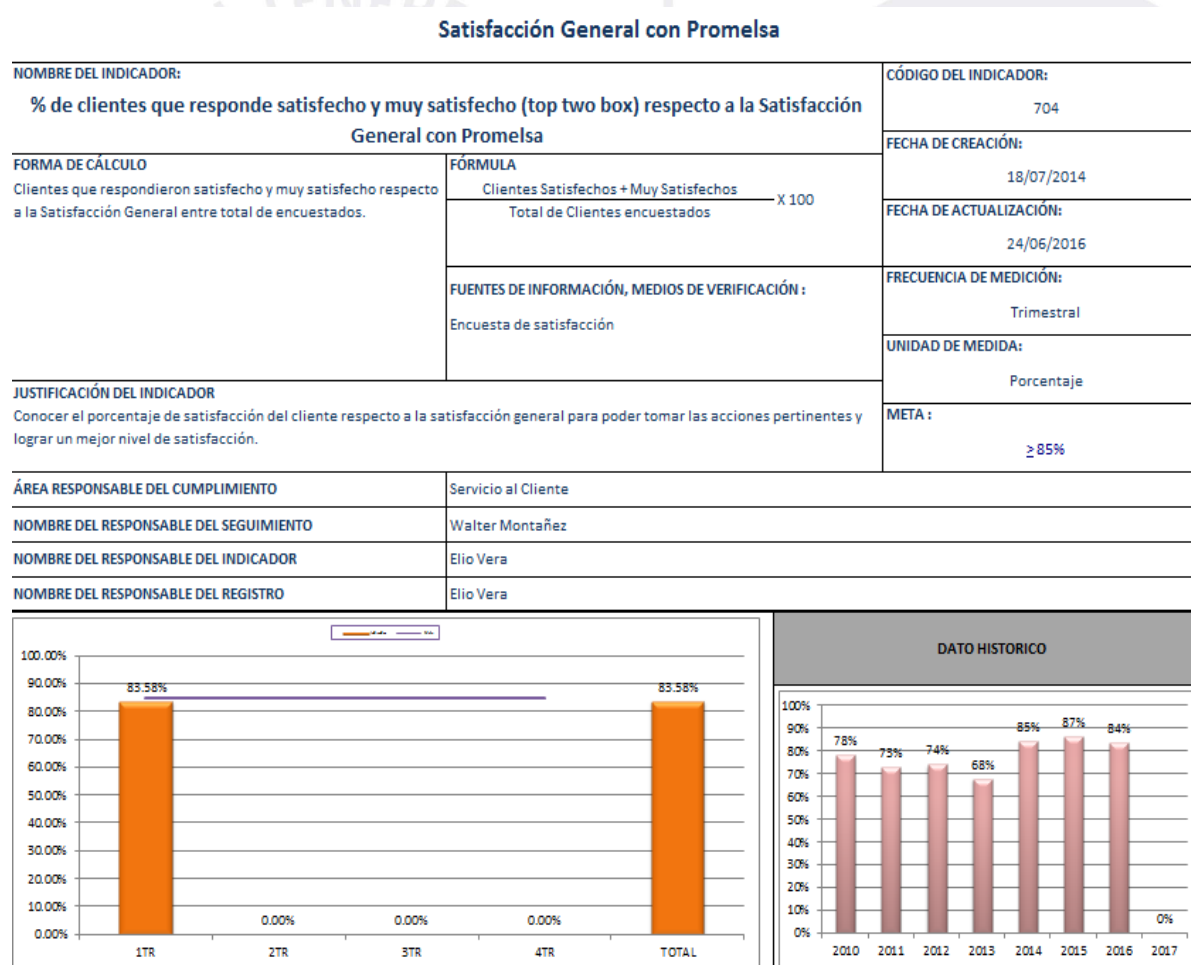 Satisfacción General con Promelsa
NOMBRE DEL INDICADOR:
% de clientes que responde satisfecho y muy satisfecho (top two box) respecto a la Satisfacción
General con Promelsa
CÓDIGO DEL INDICADOR:
704
FECHA DE CREACIÓN:
18/07/2014
FORMA DE CÁLCULO
Clientes que respondieron satisfecho y muy satisfecho respecto
a la Satisfacción General entre total de encuestados.
FÓRMULA
Clientes Satisfechos + Muy Satisfechos
X 100
Total de Clientes encuestados
FECHA DE ACTUALIZACIÓN:
24/06/2016
FUENTES DE INFORMACIÓN, MEDIOS DE VERIFICACIÓN :
Encuesta de satisfacción
FRECUENCIA DE MEDICIÓN:
Trimestral
UNIDAD DE MEDIDA:
Porcentaje
JUSTIFICACIÓN DEL INDICADOR
Conocer el porcentaje de satisfacción del cliente respecto a la satisfacción general para poder tomar las acciones pertinentes y
lograr un mejor nivel de satisfacción.
META :
≥ 85%
ÁREA RESPONSABLE DEL CUMPLIMIENTO Servicio al Cliente
NOMBRE DEL RESPONSABLE DEL SEGUIMIENTO Walter Montañez
NOMBRE DEL RESPONSABLE DEL INDICADOR Elio Vera
NOMBRE DEL RESPONSABLE DEL REGISTRO Elio Vera
100.00%
90.00%
80.00%
70.00%
60.00%
50.00%
40.00%
30.00%
20.00%
10.00%
0.00%
83.58% 0.00% 0.00% 0.00% 83.58%
1TR 2TR 3TR 4TR TOTAL
DATO HISTORICO
100%
90%
80%
70%
60%
50%
40%
30%
20%
10%
0%
78% 73% 74% 68% 85% 87% 84% 0%
2010 2011 2012 2013 2014 2015 2016 2017